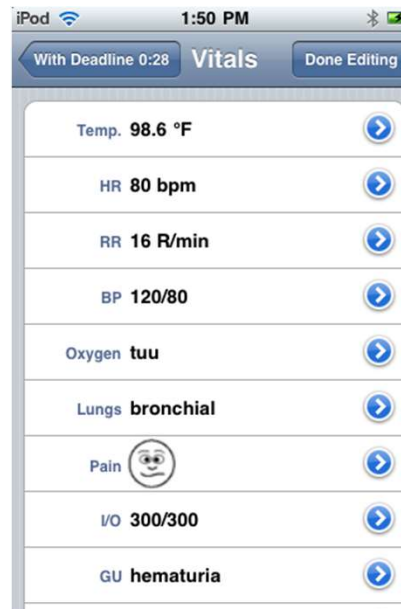 iPod 1:50 PM
With Deadline 0:28 Vitals Done Editing
Temp. 98.6 °F
HR 80 bpm
RR 16 R/min
BP 120/80
Oxygen tuu
Lungs bronchial
Pain
I/O 300/300
GU hematuria